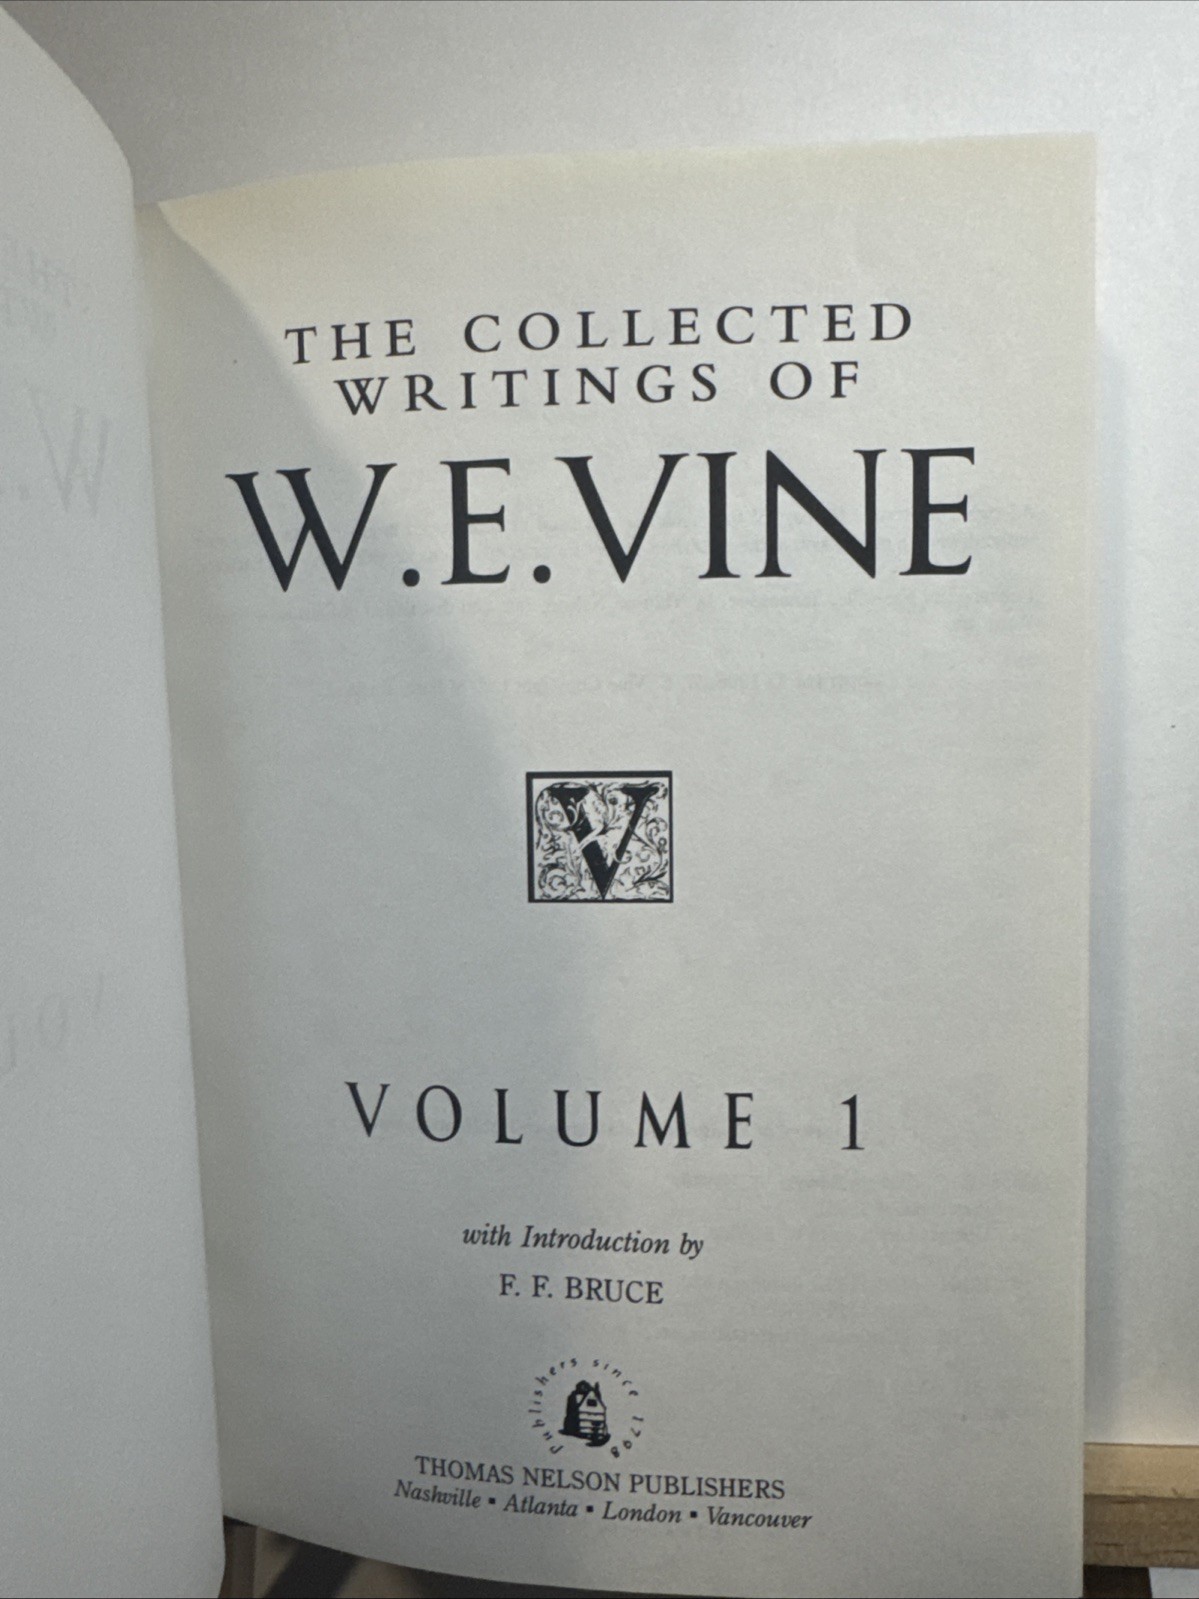 THE COLLECTED
WRITINGS OF
W.E.VINE
V
VOLUME 1
with Introduction by
F. F. BRUCE
Publishers since 1798
THOMAS NELSON PUBLISHERS
Nashville ▪ Atlanta ▪ London ▪ Vancouver